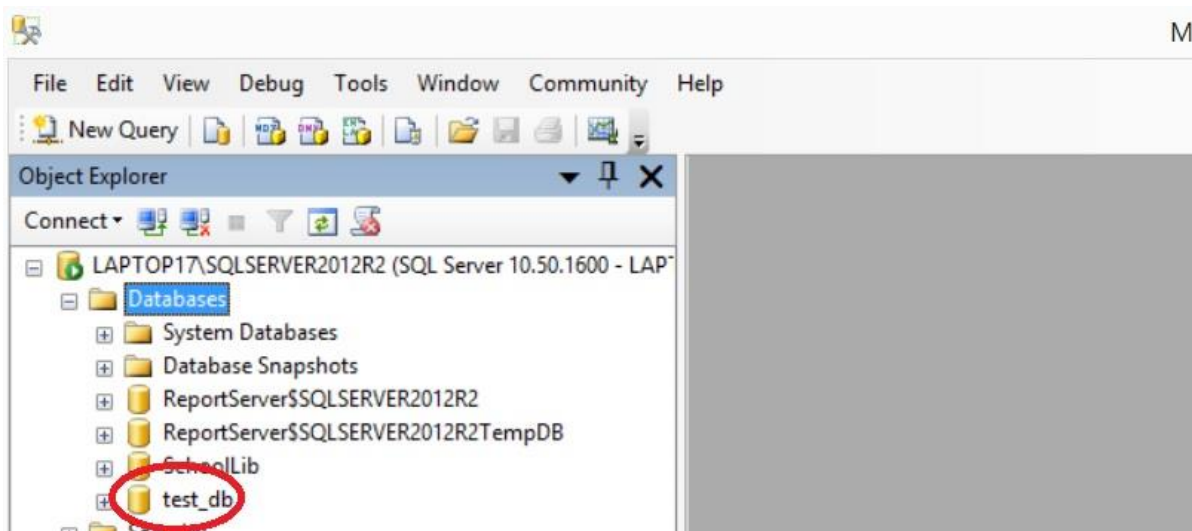 M
File Edit View Debug Tools Window Community Help
New Query
Object Explorer
Connect
LAPTOP17\SQLSERVER2012R2 (SQL Server 10.50.1600 - LAP
Databases
System Databases
Database Snapshots
ReportServer$SQLSERVER2012R2
ReportServer$SQLSERVER2012R2TempDB
SchoolLib
test_db